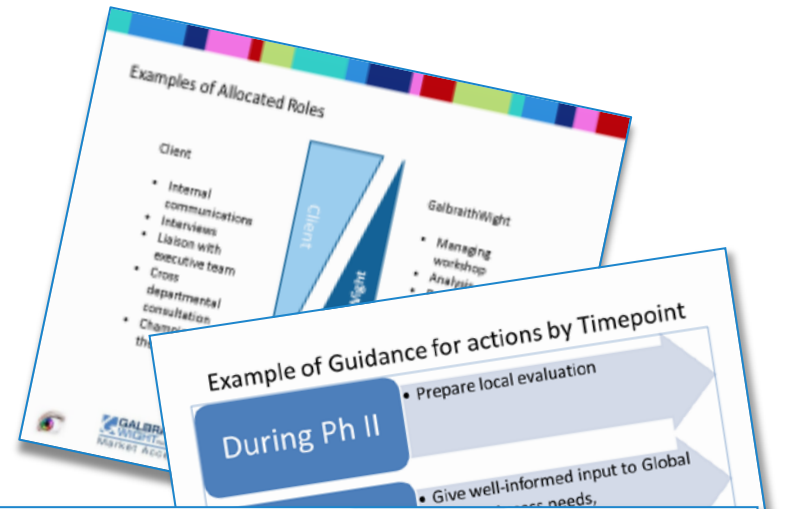 Examples of Allocated Roles
Client
• Internal
communications
• Interviews
• Liaison with
executive team
• Cross
departmental
consultation
Client
GalbraithWight
• Managing
workshop
Example of Guidance for actions by Timepoint
During Ph II
• Prepare local evaluation
• Give well-informed input to Global
needs,